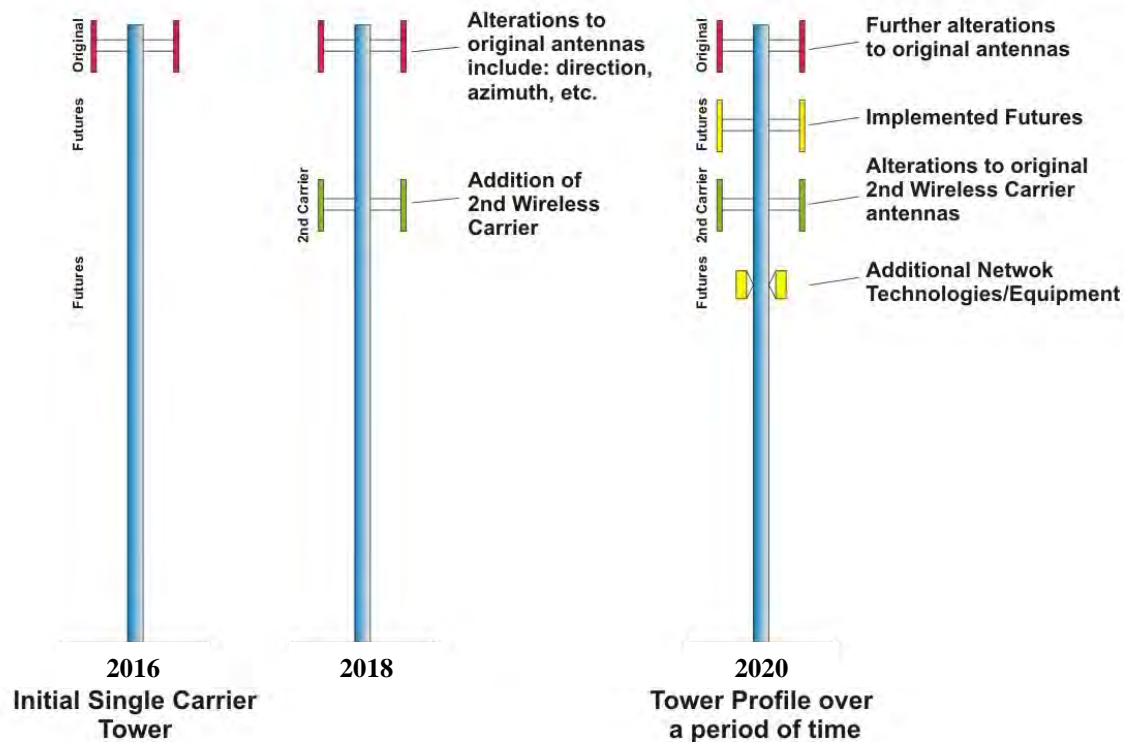 Original
Futures
Futures
2016
Initial Single Carrier
Tower
Alterations to
original antennas
include: direction,
azimuth, etc.
2nd Carrier
Addition of
2nd Wireless
Carrier
2018
Original
Further alterations
to original antennas
Futures
Implemented Futures
2nd Carrier
Alterations to original
2nd Wireless Carrier
antennas
Futures
Additional Netwok
Technologies/Equipment
2020
Tower Profile over
a period of time